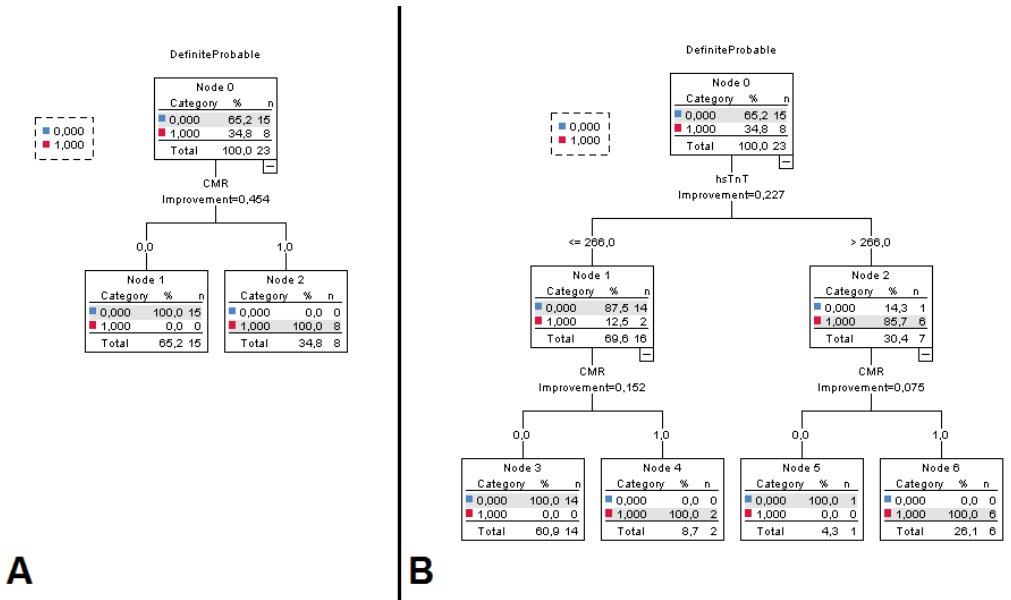 DefiniteProbable
Node 0
Category % n
0,000 65,2 15
1,000 34,8 8
Total 100,0 23
0,000
1,000
CMR
Improvement=0,454
0,0 1,0
Node 1
Category % n
0,000 100,0 15
1,000 0,0 0
Total 65,2 15
Node 2
Category % n
0,000 0,0 0
1,000 100,0 8
Total 34,8 8
A
DefiniteProbable
Node 0
Category % n
0,000 65,2 15
1,000 34,8 8
Total 100,0 23
0,000
1,000
hsTnT
Improvement=0,227
<= 266,0 > 266,0
Node 1
Category % n
0,000 87,5 14
1,000 12,5 2
Total 69,6 16
Node 2
Category % n
0,000 14,3 1
1,000 85,7 6
Total 30,4 7
CMR
Improvement=0,152
CMR
Improvement=0,075
0,0 1,0 0,0 1,0
Node 3
Category % n
0,000 100,0 14
1,000 0,0 0
Total 60,9 14
Node 4
Category % n
0,000 0,0 0
1,000 100,0 2
Total 8,7 2
Node 5
Category % n
0,000 100,0 1
1,000 0,0 0
Total 4,3 1
Node 6
Category % n
0,000 0,0 0
1,000 100,0 6
Total 26,1 6
B